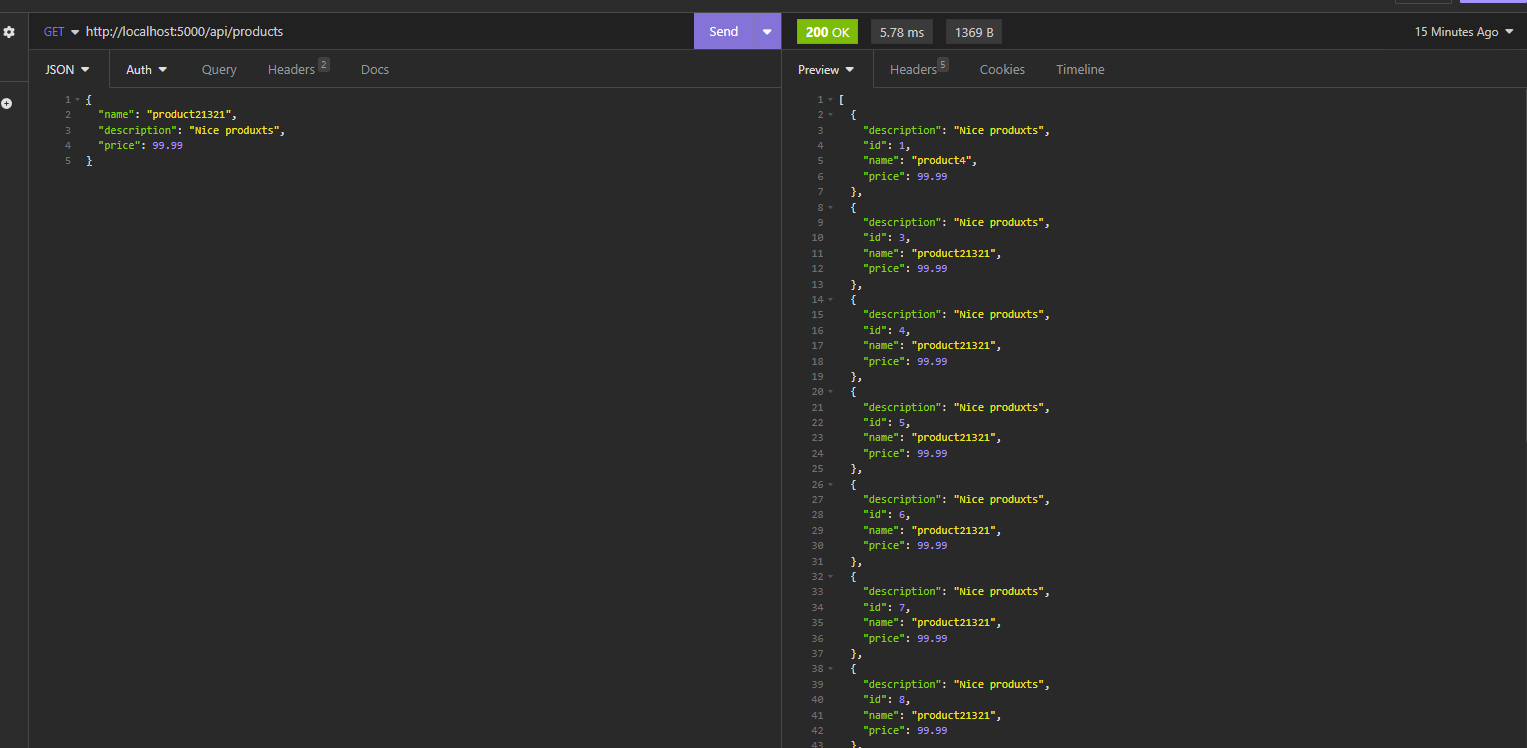 GET http://localhost:5000/api/products Send 200 OK 5.78 ms 1369 B 15 Minutes Ago
JSON Auth Query Headers 2 Docs Preview Headers 5 Cookies Timeline
1 {
2 "name": "product21321",
3 "description": "Nice produxts",
4 "price": 99.99
5 }
1 [
2 {
3 "description": "Nice produxts",
4 "id": 1,
5 "name": "product4",
6 "price": 99.99
7 },
8 {
9 "description": "Nice produxts",
10 "id": 3,
11 "name": "product21321",
12 "price": 99.99
13 },
14 {
15 "description": "Nice produxts",
16 "id": 4,
17 "name": "product21321",
18 "price": 99.99
19 },
20 {
21 "description": "Nice produxts",
22 "id": 5,
23 "name": "product21321",
24 "price": 99.99
25 },
26 {
27 "description": "Nice produxts",
28 "id": 6,
29 "name": "product21321",
30 "price": 99.99
31 },
32 {
33 "description": "Nice produxts",
34 "id": 7,
35 "name": "product21321",
36 "price": 99.99
37 },
38 {
39 "description": "Nice produxts",
40 "id": 8,
41 "name": "product21321",
42 "price": 99.99
43 },